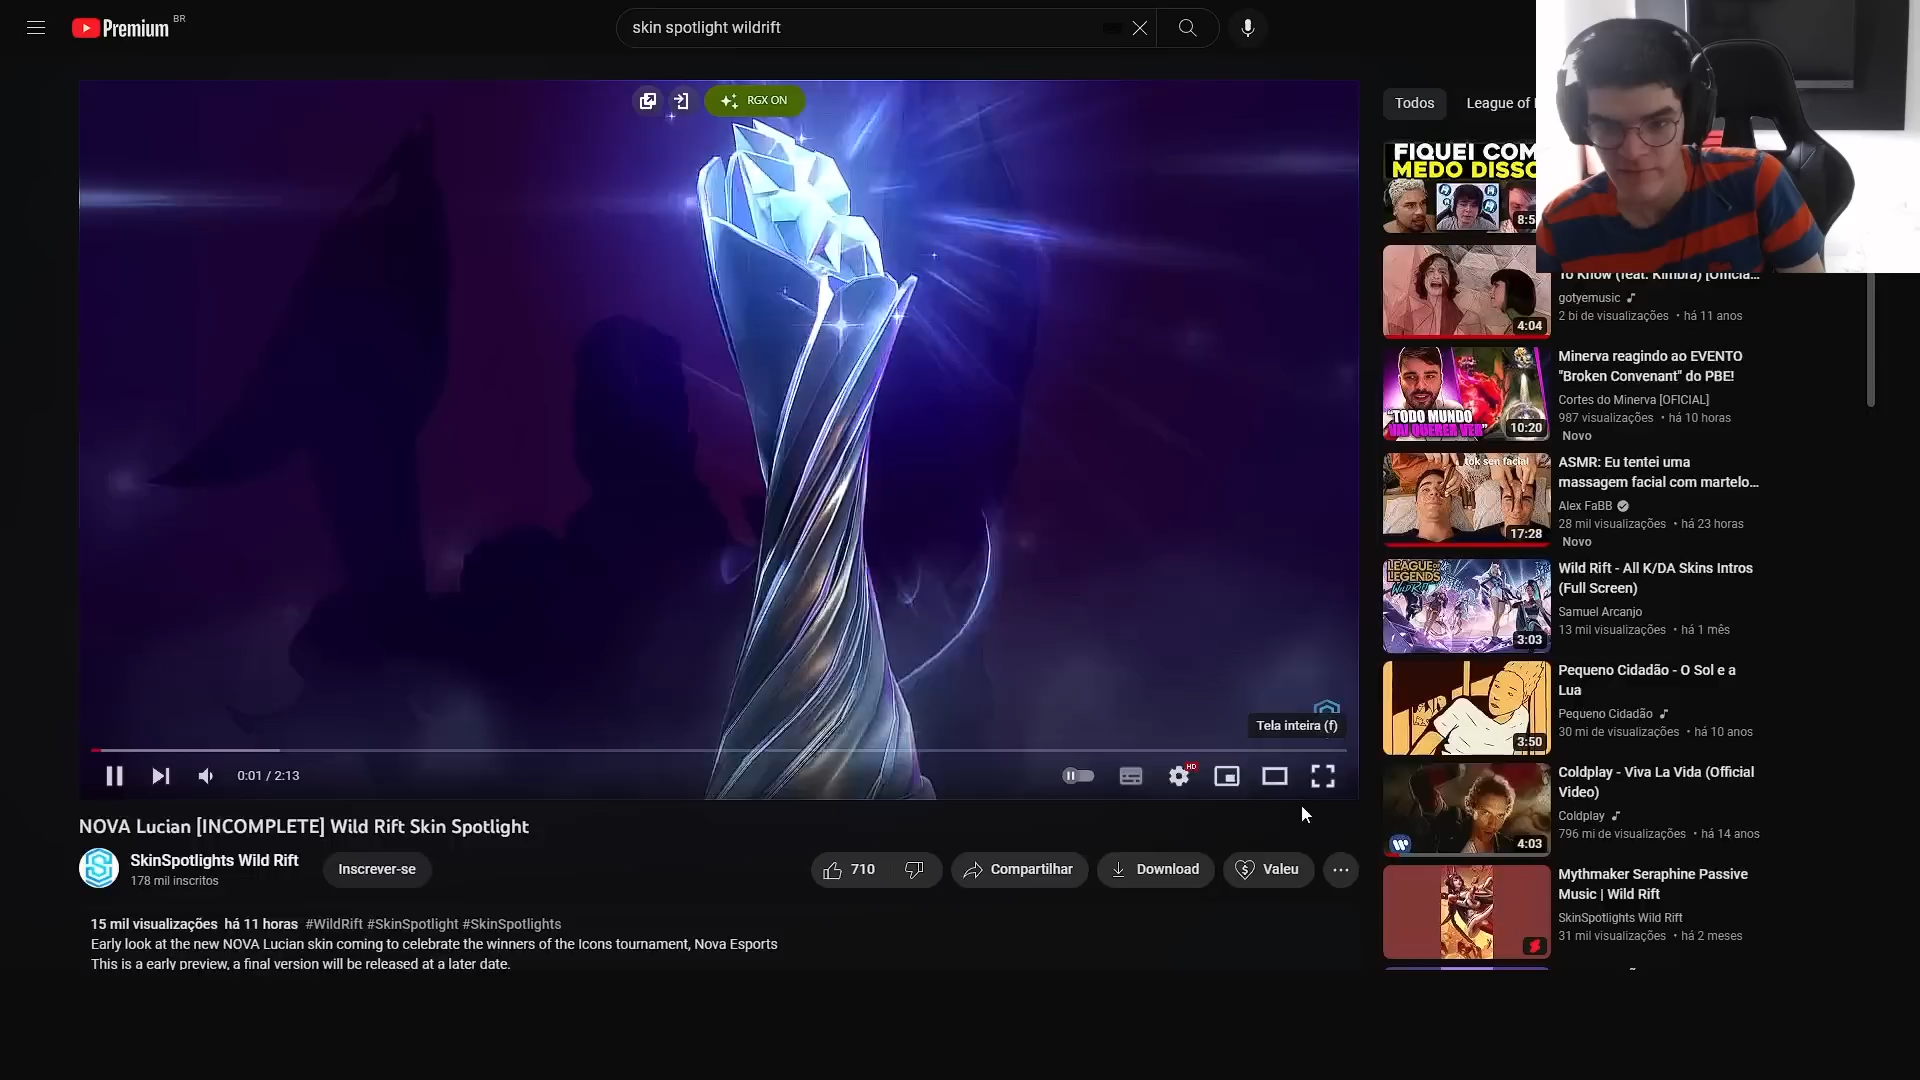 Premium BR
skin spotlight wildrift
RGX ON
Tela inteira (f)
0:01 / 2:13
HD
NOVA Lucian [INCOMPLETE] Wild Rift Skin Spotlight
SkinSpotlights Wild Rift
178 mil inscritos
Inscrever-se
710
Compartilhar
Download
Valeu
15 mil visualizações há 11 horas #WildRift #SkinSpotlight #SkinSpotlights
Early look at the new NOVA Lucian skin coming to celebrate the winners of the Icons tournament, Nova Esports
This is a early preview, a final version will be released at a later date.
Todos
League of
FIQUEI COM
MEDO DISSO
8:5
To Know (feat. Kimbra) [Officia...
gotyemusic
2 bi de visualizações • há 11 anos
4:04
Minerva reagindo ao EVENTO
"Broken Convenant" do PBE!
Cortes do Minerva [OFICIAL]
987 visualizações • há 10 horas
Novo
"TODO MUNDO
VAI QUERER VER"
10:20
ASMR: Eu tentei uma
massagem facial com martelo...
Alex FaBB
28 mil visualizações • há 23 horas
Novo
tok sen facial
17:28
Wild Rift - All K/DA Skins Intros
(Full Screen)
Samuel Arcanjo
13 mil visualizações • há 1 mês
LEAGUE OF
LEGENDS
WILD RIFT
3:03
Pequeno Cidadão - O Sol e a
Lua
Pequeno Cidadão
30 mi de visualizações • há 10 anos
3:50
Coldplay - Viva La Vida (Official
Video)
Coldplay
796 mi de visualizações • há 14 anos
4:03
Mythmaker Seraphine Passive
Music | Wild Rift
SkinSpotlights Wild Rift
31 mil visualizações • há 2 meses